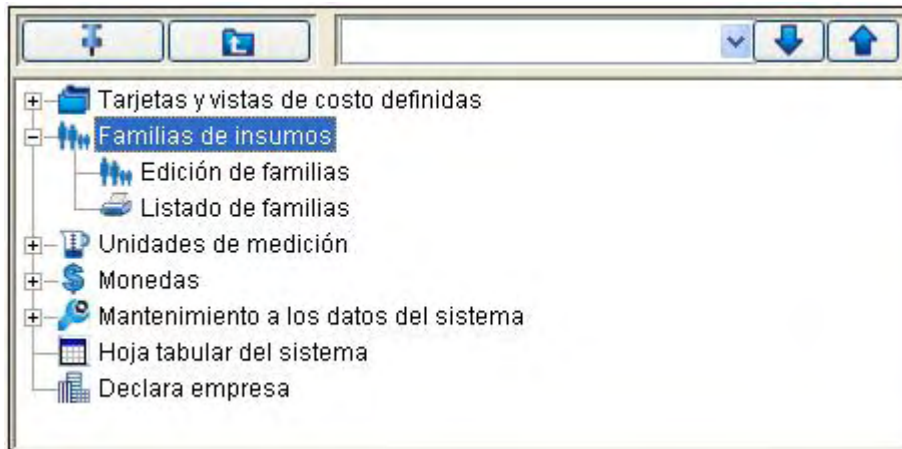 Tarjetas y vistas de costo definidas
Familias de insumos
Edición de familias
Listado de familias
Unidades de medición
Monedas
Mantenimiento a los datos del sistema
Hoja tabular del sistema
Declara empresa